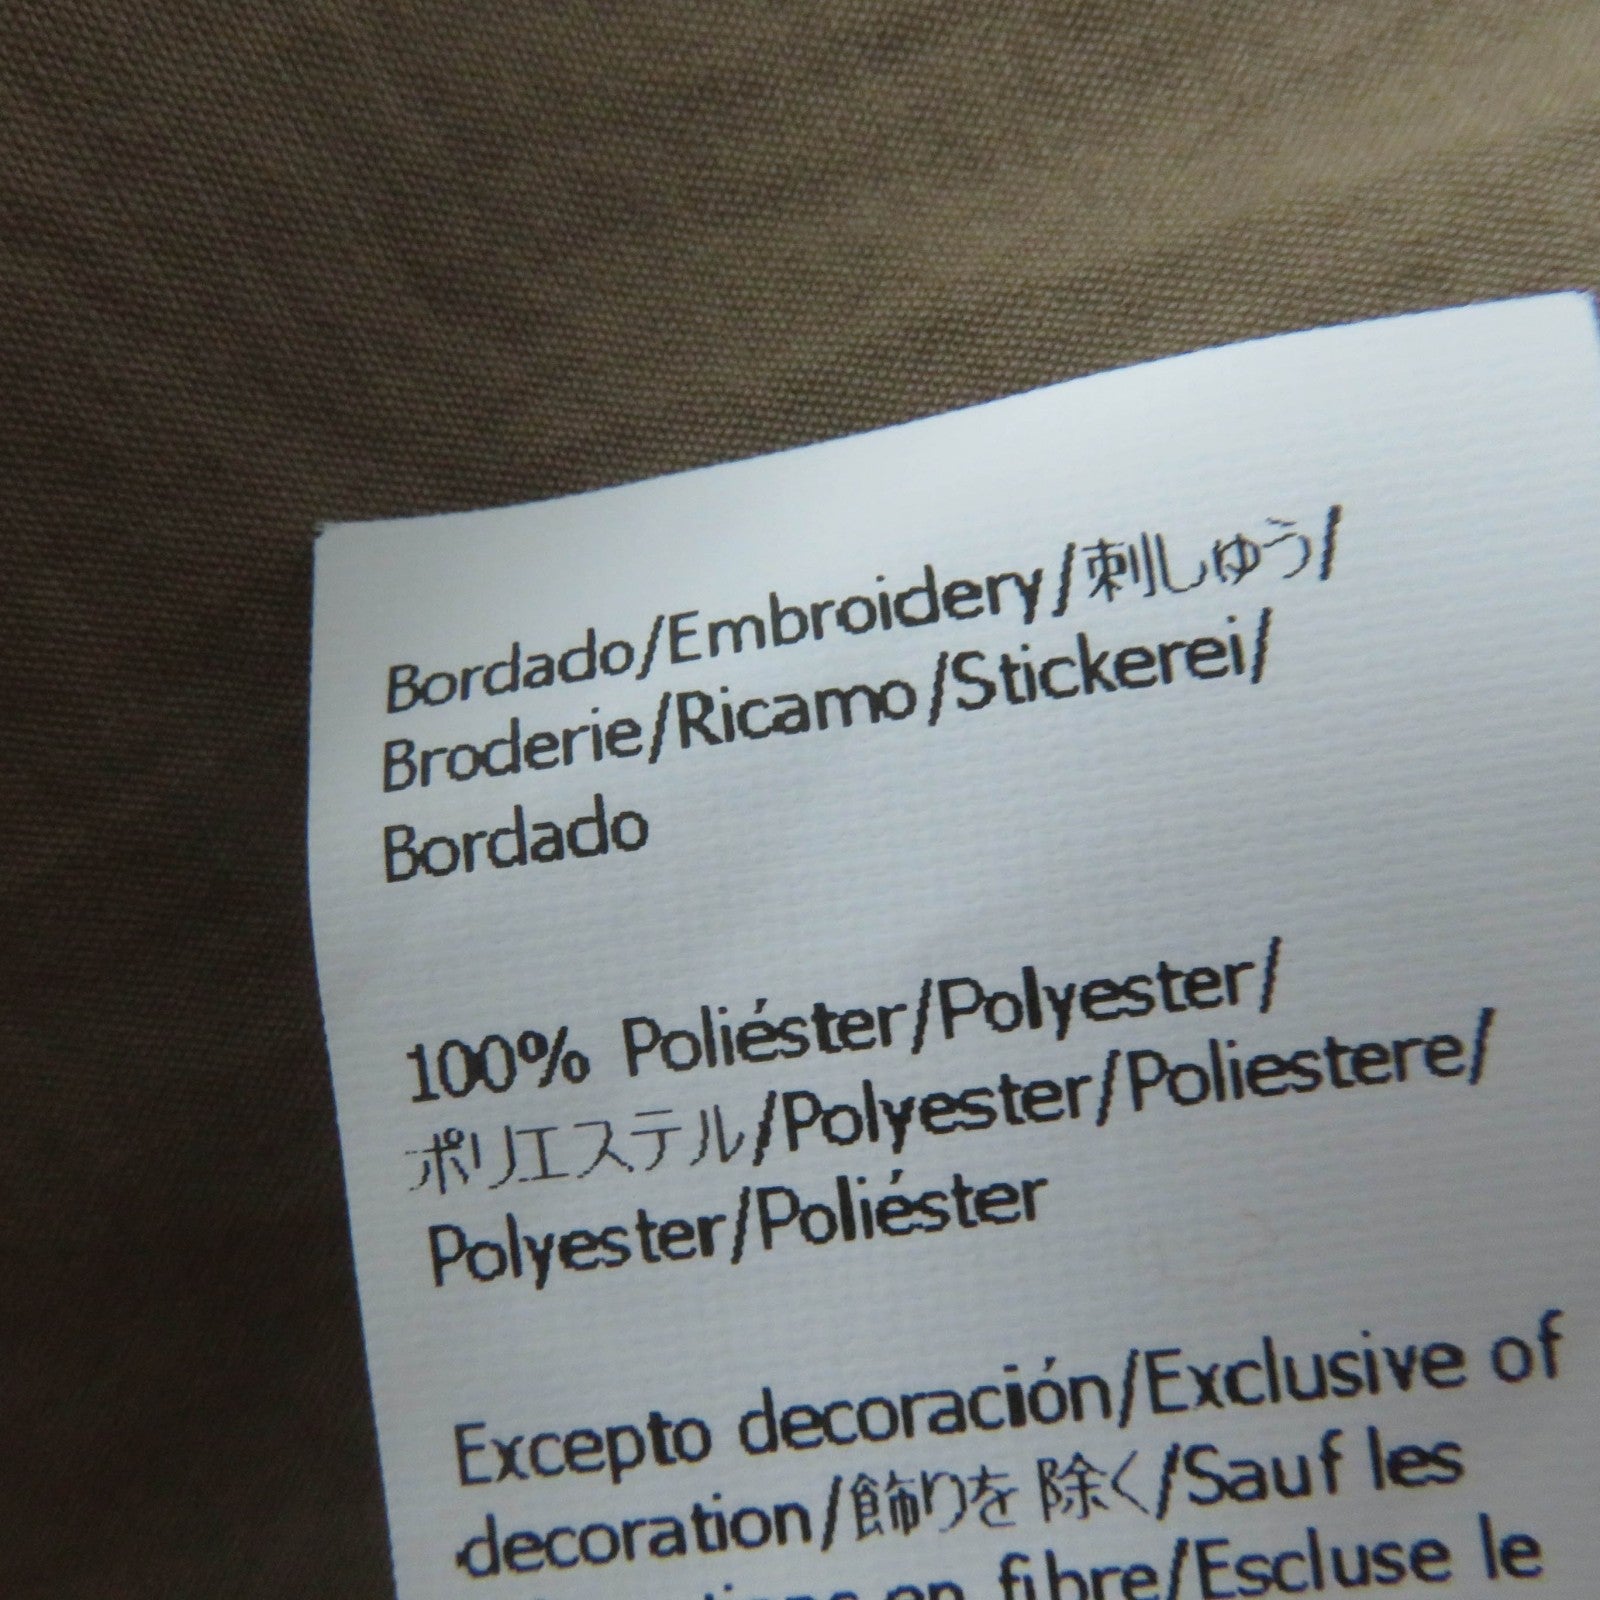 Bordado/Embroidery/刺しゅう/
Broderie/Ricamo/Stickerei/
Bordado
100% Poliéster/Polyester/
ポリエステル/Polyester/Poliestere/
Polyester/Poliéster
Excepto decoración/Exclusive of
decoration/飾りを除く/Sauf les
en fibre/Escluse le